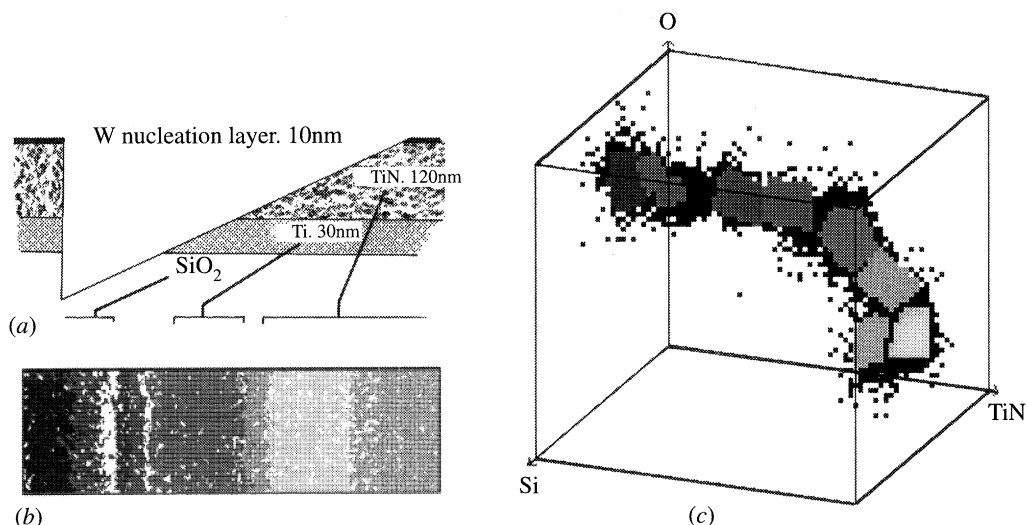 W nucleation layer. 10nm
TiN. 120nm
Ti. 30nm
SiO₂
(a)
(b)
O
TiN
Si
(c)